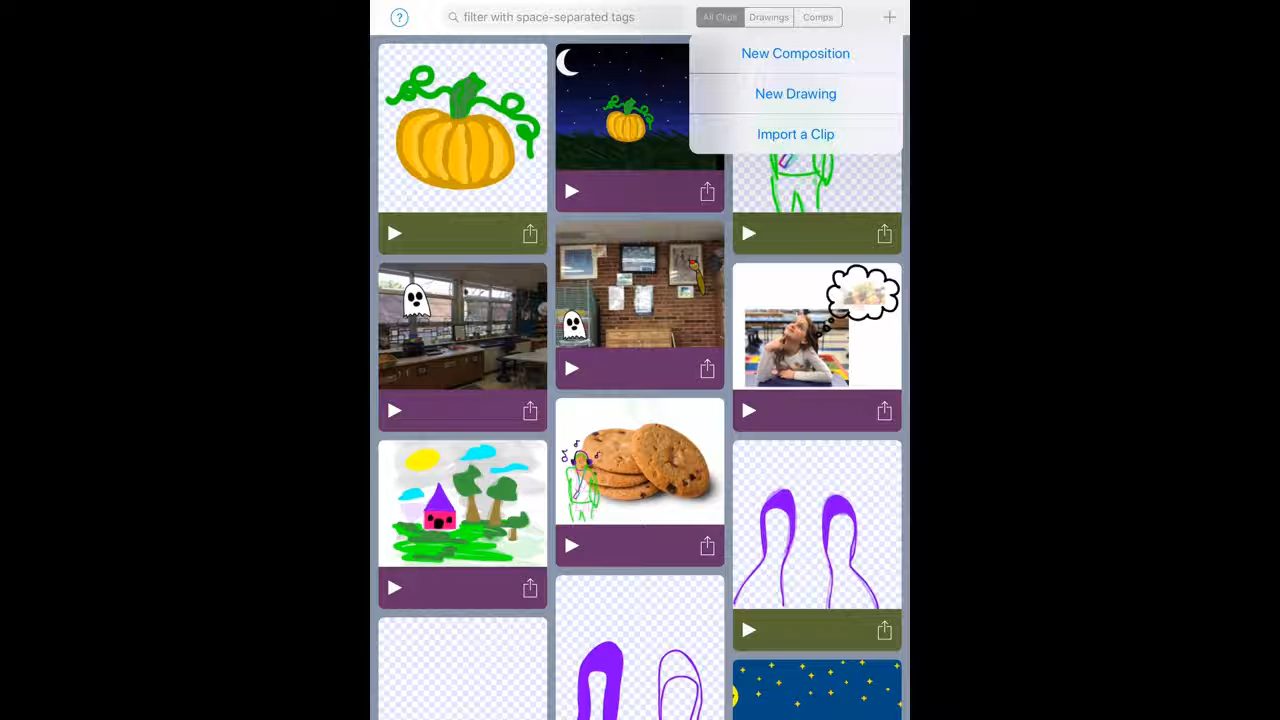 ?
filter with space-separated tags
All Clips
Drawings
Comps
New Composition
New Drawing
Import a Clip